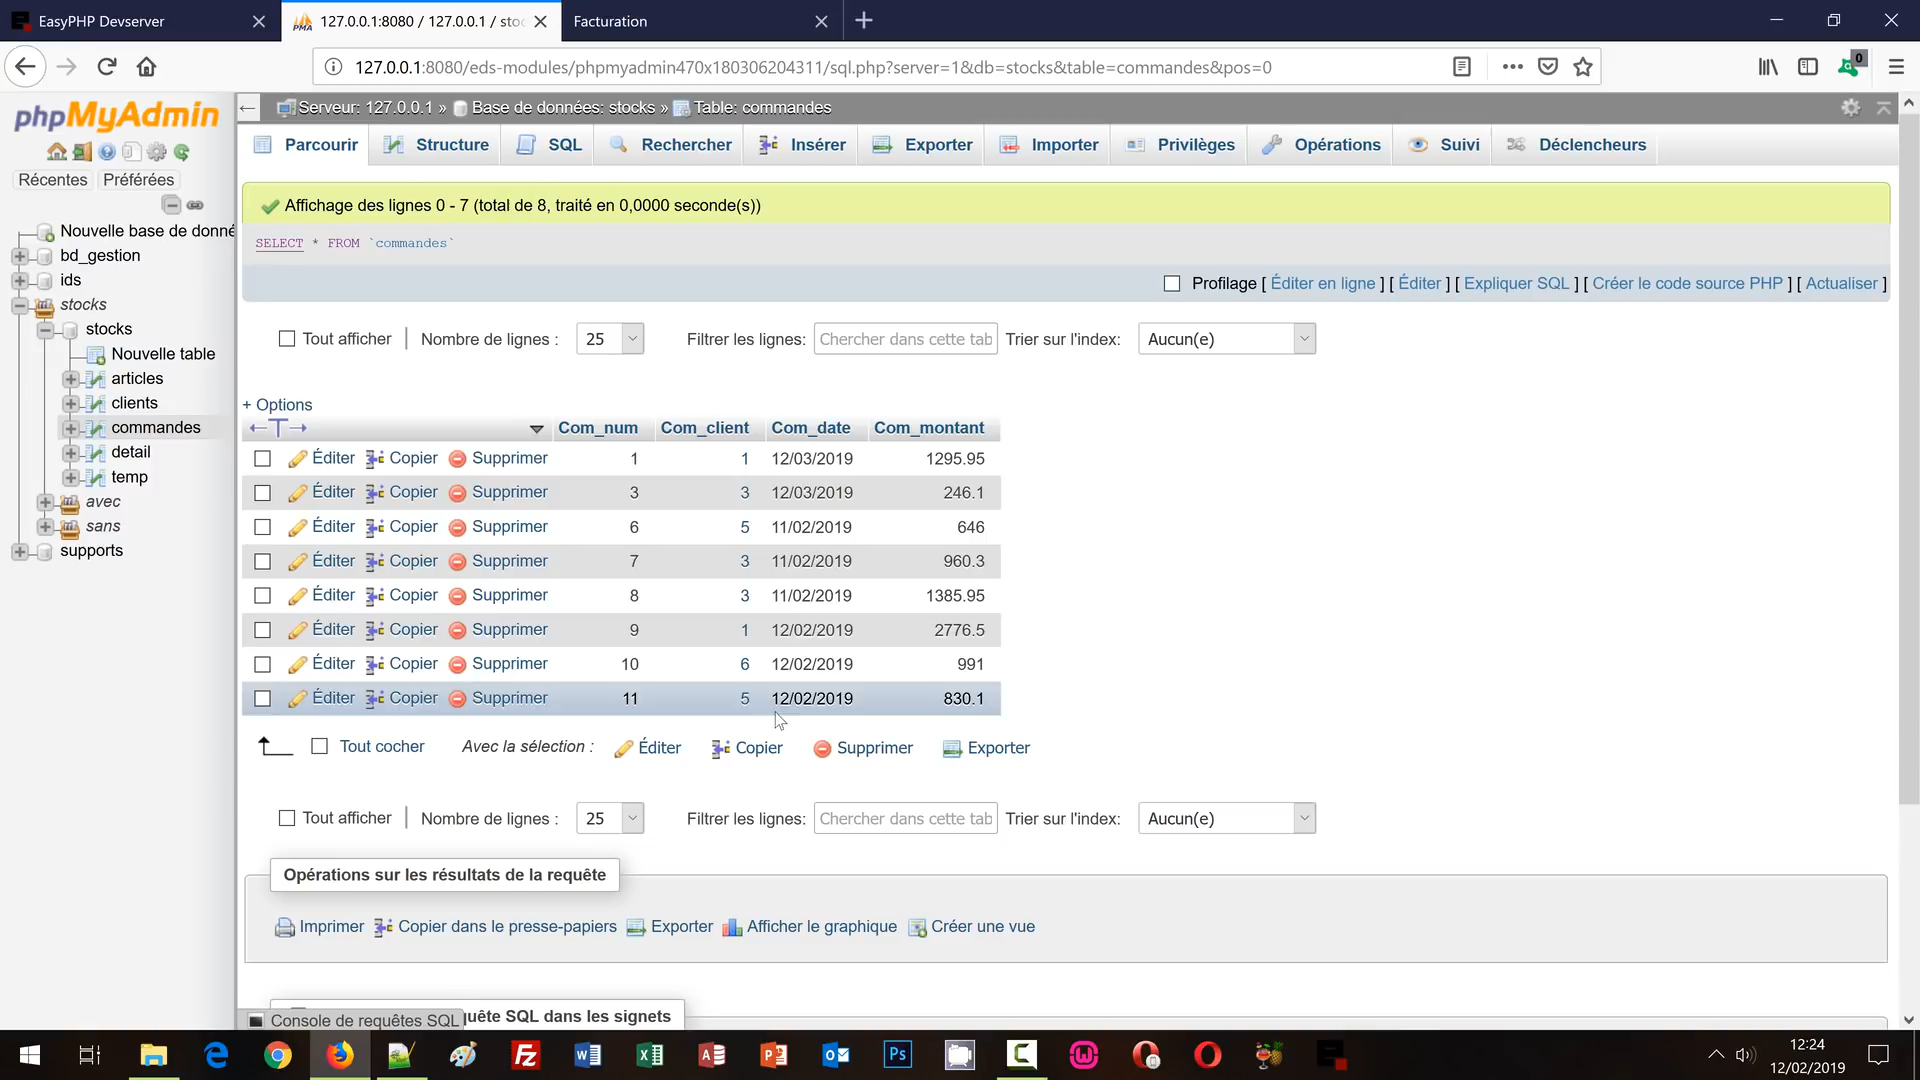 EasyPHP Devserver
127.0.0.1:8080 / 127.0.0.1 / stoc
Facturation
127.0.0.1:8080/eds-modules/phpmyadmin470x180306204311/sql.php?server=1&db=stocks&table=commandes&pos=0
0
phpMyAdmin
Récentes Préférées
Nouvelle base de donné
bd_gestion
ids
stocks
stocks
Nouvelle table
articles
clients
commandes
detail
temp
avec
sans
supports
Serveur: 127.0.0.1 » Base de données: stocks » Table: commandes
Parcourir Structure SQL Rechercher Insérer Exporter Importer Privilèges Opérations Suivi Déclencheurs
Affichage des lignes 0 - 7 (total de 8, traité en 0,0000 seconde(s))
SELECT * FROM `commandes`
Profilage [ Éditer en ligne ] [ Éditer ] [ Expliquer SQL ] [ Créer le code source PHP ] [ Actualiser ]
Tout afficher Nombre de lignes : 25 Filtrer les lignes: Chercher dans cette tab Trier sur l'index: Aucun(e)
+ Options
Com_num Com_client Com_date Com_montant
Éditer Copier Supprimer 1 1 12/03/2019 1295.95
Éditer Copier Supprimer 3 3 12/03/2019 246.1
Éditer Copier Supprimer 6 5 11/02/2019 646
Éditer Copier Supprimer 7 3 11/02/2019 960.3
Éditer Copier Supprimer 8 3 11/02/2019 1385.95
Éditer Copier Supprimer 9 1 12/02/2019 2776.5
Éditer Copier Supprimer 10 6 12/02/2019 991
Éditer Copier Supprimer 11 5 12/02/2019 830.1
Tout cocher Avec la sélection : Éditer Copier Supprimer Exporter
Tout afficher Nombre de lignes : 25 Filtrer les lignes: Chercher dans cette tab Trier sur l'index: Aucun(e)
Opérations sur les résultats de la requête
Imprimer Copier dans le presse-papiers Exporter Afficher le graphique Créer une vue
Console de requêtes SQL
quête SQL dans les signets
12:24
12/02/2019